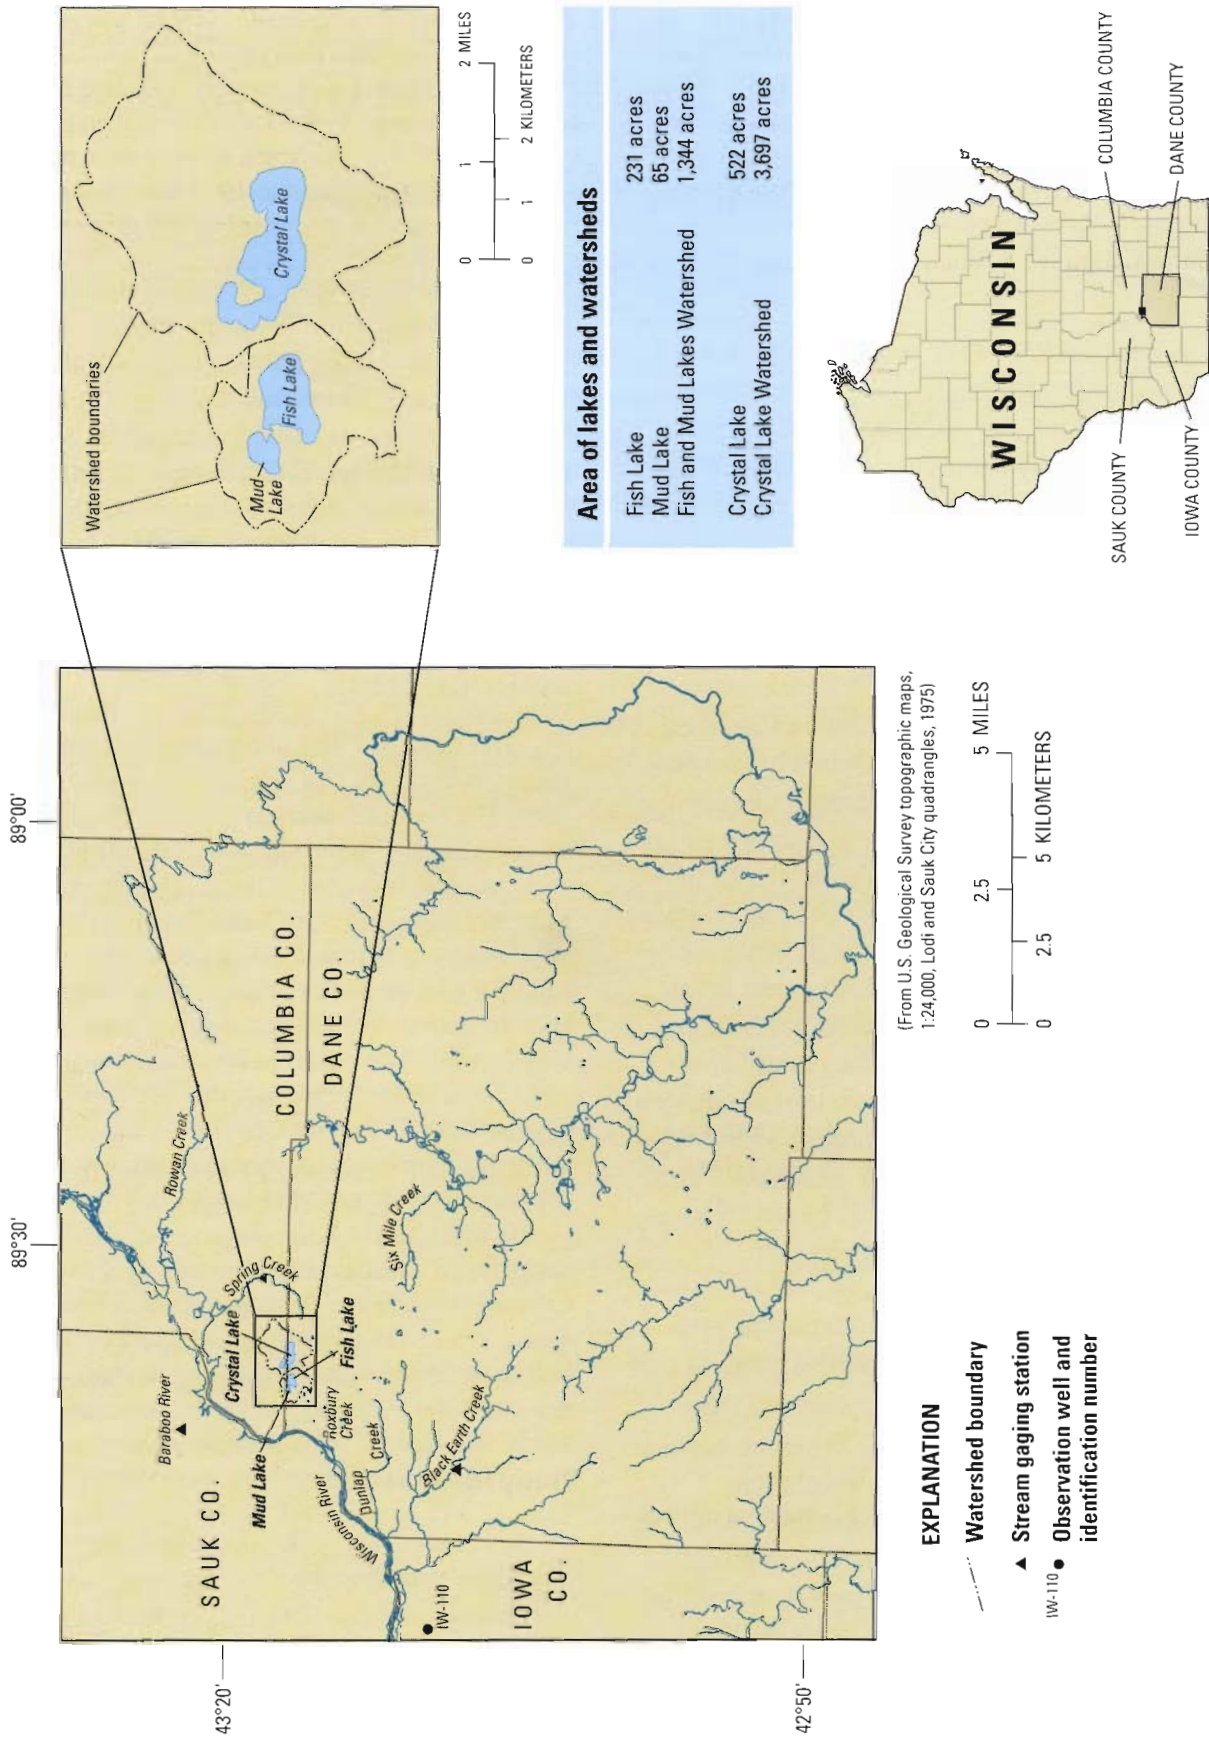 89°30'
89°00'
43°20'
42°50'
SAUK CO.
Baraboo River
Rowan Creek
Spring Creek
Crystal Lake
Mud Lake
Fish Lake
COLUMBIA CO.
DANE CO.
Roxbury
Creek
Dunlap
Creek
Wisconsin River
Six Mile Creek
Black Earth Creek
IW-110
IOWA
CO.
Watershed boundaries
Mud
Lake
Fish Lake
Crystal Lake
0 1 2 MILES
0 1 2 KILOMETERS
Area of lakes and watersheds
Fish Lake 231 acres
Mud Lake 65 acres
Fish and Mud Lakes Watershed 1,344 acres
Crystal Lake 522 acres
Crystal Lake Watershed 3,697 acres
(From U.S. Geological Survey topographic maps,
1:24,000, Lodi and Sauk City quadrangles, 1975)
0 2.5 5 MILES
0 2.5 5 KILOMETERS
EXPLANATION
Watershed boundary
Stream gaging station
IW-110 Observation well and
identification number
WISCONSIN
SAUK COUNTY
COLUMBIA COUNTY
IOWA COUNTY
DANE COUNTY